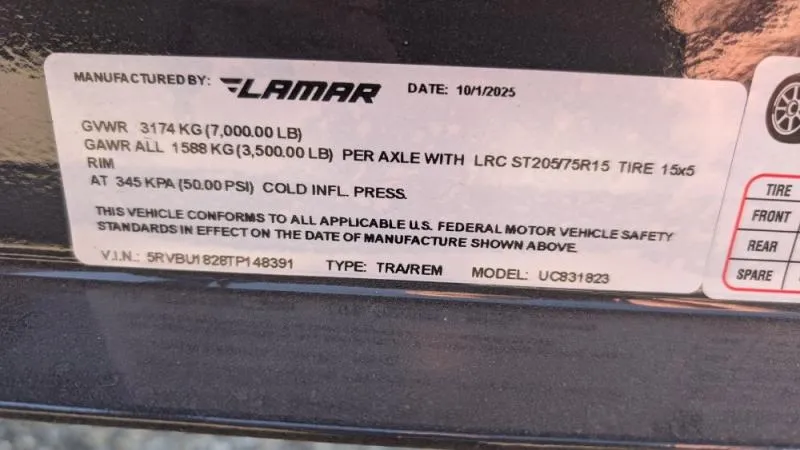 MANUFACTURED BY: LAMAR DATE: 10/1/2025
GVWR 3174 KG (7,000.00 LB)
GAWR ALL 1588 KG (3,500.00 LB) PER AXLE WITH LRC ST205/75R15 TIRE 15x5
RIM
AT 345 KPA (50.00 PSI) COLD INFL. PRESS.
THIS VEHICLE CONFORMS TO ALL APPLICABLE U.S. FEDERAL MOTOR VEHICLE SAFETY
STANDARDS IN EFFECT ON THE DATE OF MANUFACTURE SHOWN ABOVE.
V.I.N.: 5RVBU1828TP148391 TYPE: TRA/REM MODEL: UC831823
TIRE
FRONT
REAR
SPARE